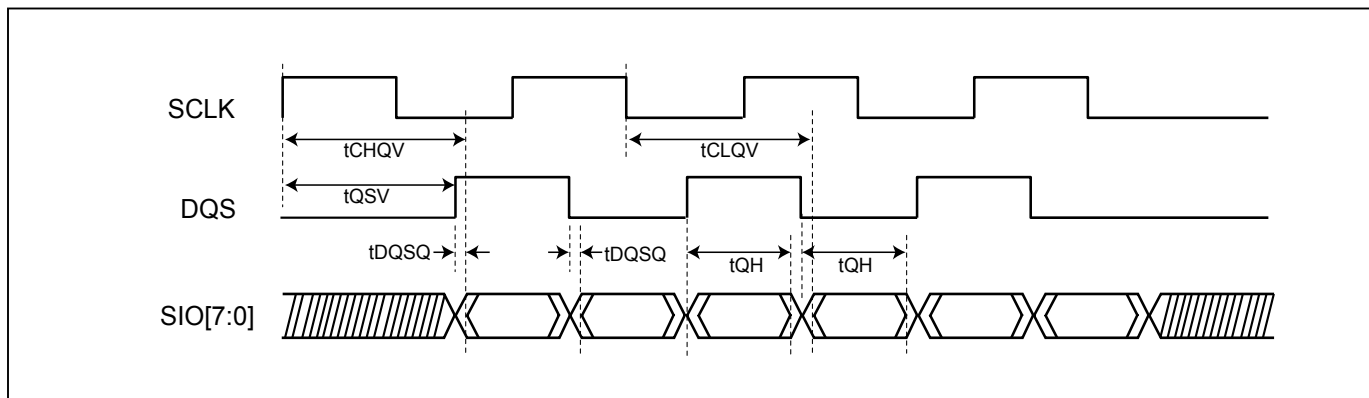 SCLK
tCHQV
tCLQV
tQSV
DQS
tDQSQ
tDQSQ
tQH
tQH
SIO[7:0]